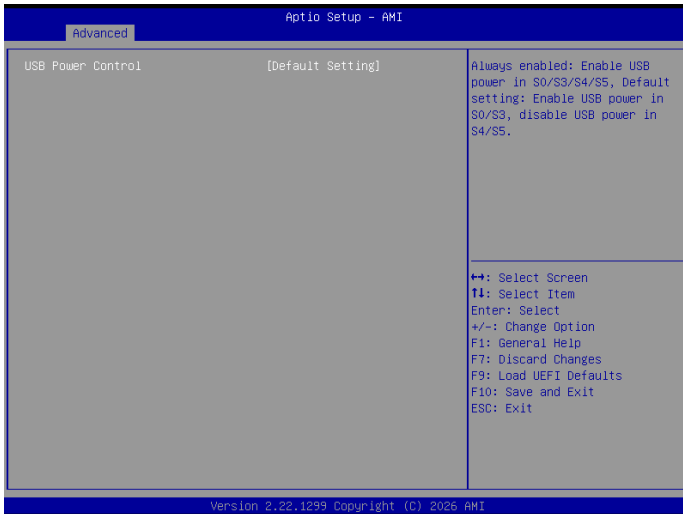 Aptio Setup – AMI
Advanced
USB Power Control [Default Setting]
Always enabled: Enable USB
power in S0/S3/S4/S5, Default
setting: Enable USB power in
S0/S3, disable USB power in
S4/S5.
↔: Select Screen
↑↓: Select Item
Enter: Select
+/-: Change Option
F1: General Help
F7: Discard Changes
F9: Load UEFI Defaults
F10: Save and Exit
ESC: Exit
Version 2.22.1299 Copyright (C) 2026 AMI